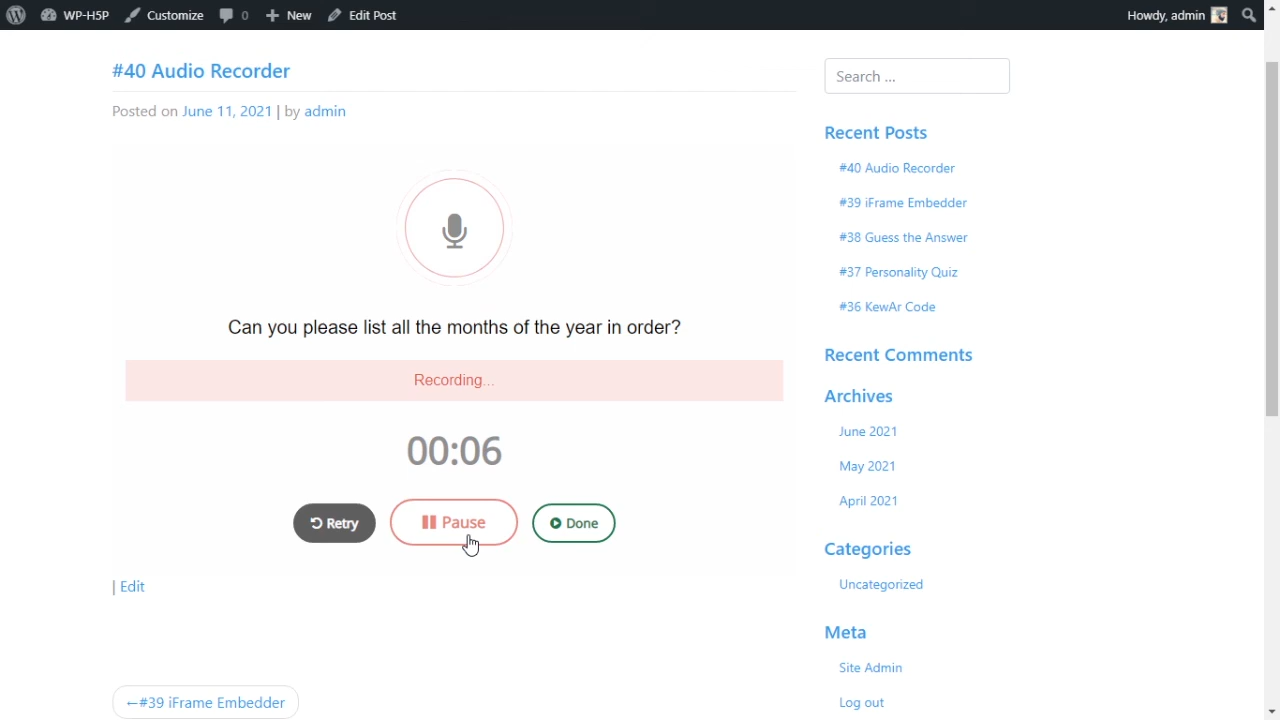 WP-H5P Customize 0 New Edit Post Howdy, admin
#40 Audio Recorder
Posted on June 11, 2021 | by admin
Can you please list all the months of the year in order?
Recording...
00:06
Retry Pause Done
| Edit
←#39 iFrame Embedder
Search ...
Recent Posts
#40 Audio Recorder
#39 iFrame Embedder
#38 Guess the Answer
#37 Personality Quiz
#36 KewAr Code
Recent Comments
Archives
June 2021
May 2021
April 2021
Categories
Uncategorized
Meta
Site Admin
Log out